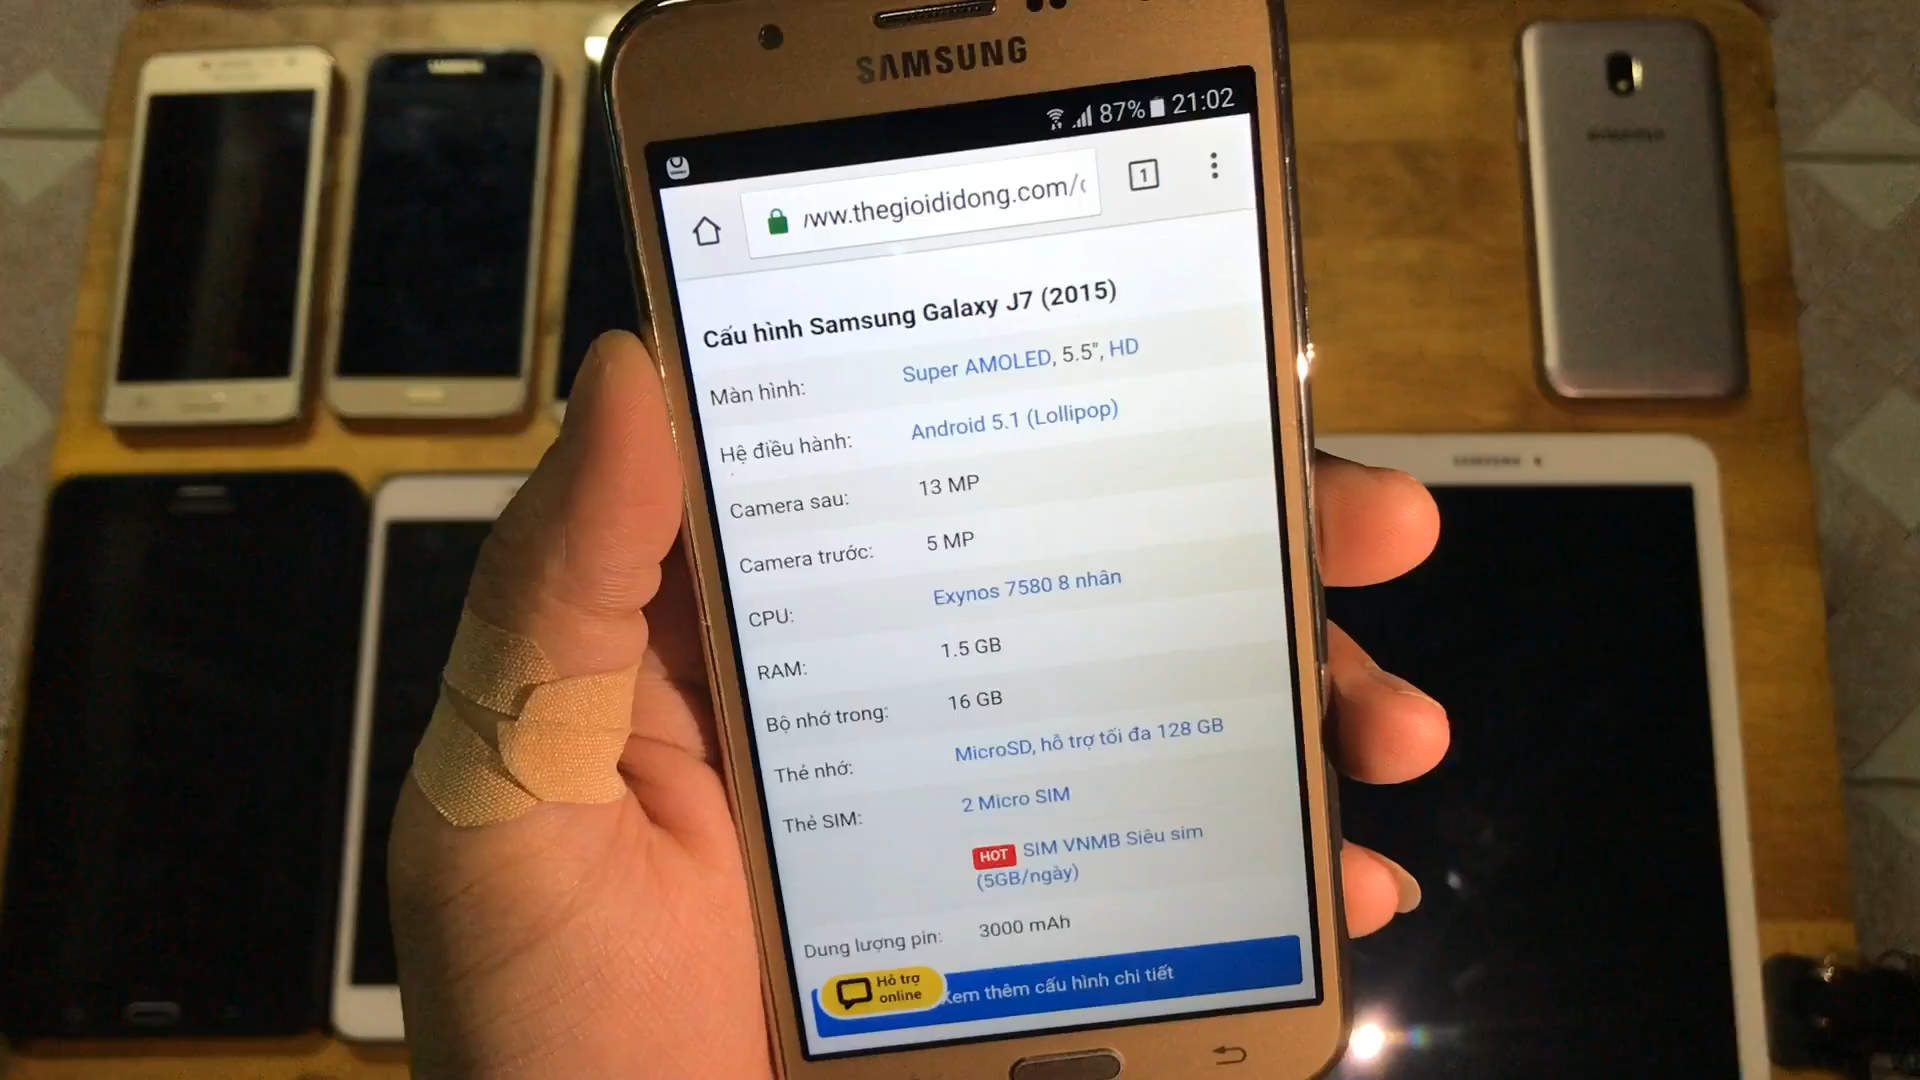 SAMSUNG
87% 21:02
www.thegioididong.com/
1
Cấu hình Samsung Galaxy J7 (2015)
Màn hình: Super AMOLED, 5.5", HD
Hệ điều hành: Android 5.1 (Lollipop)
Camera sau: 13 MP
Camera trước: 5 MP
CPU: Exynos 7580 8 nhân
RAM: 1.5 GB
Bộ nhớ trong: 16 GB
Thẻ nhớ: MicroSD, hỗ trợ tối đa 128 GB
Thẻ SIM: 2 Micro SIM
HOT SIM VNMB Siêu sim
(5GB/ngày)
Dung lượng pin: 3000 mAh
Hỗ trợ
online
Xem thêm cấu hình chi tiết
SAMSUNG
SAMSUNG